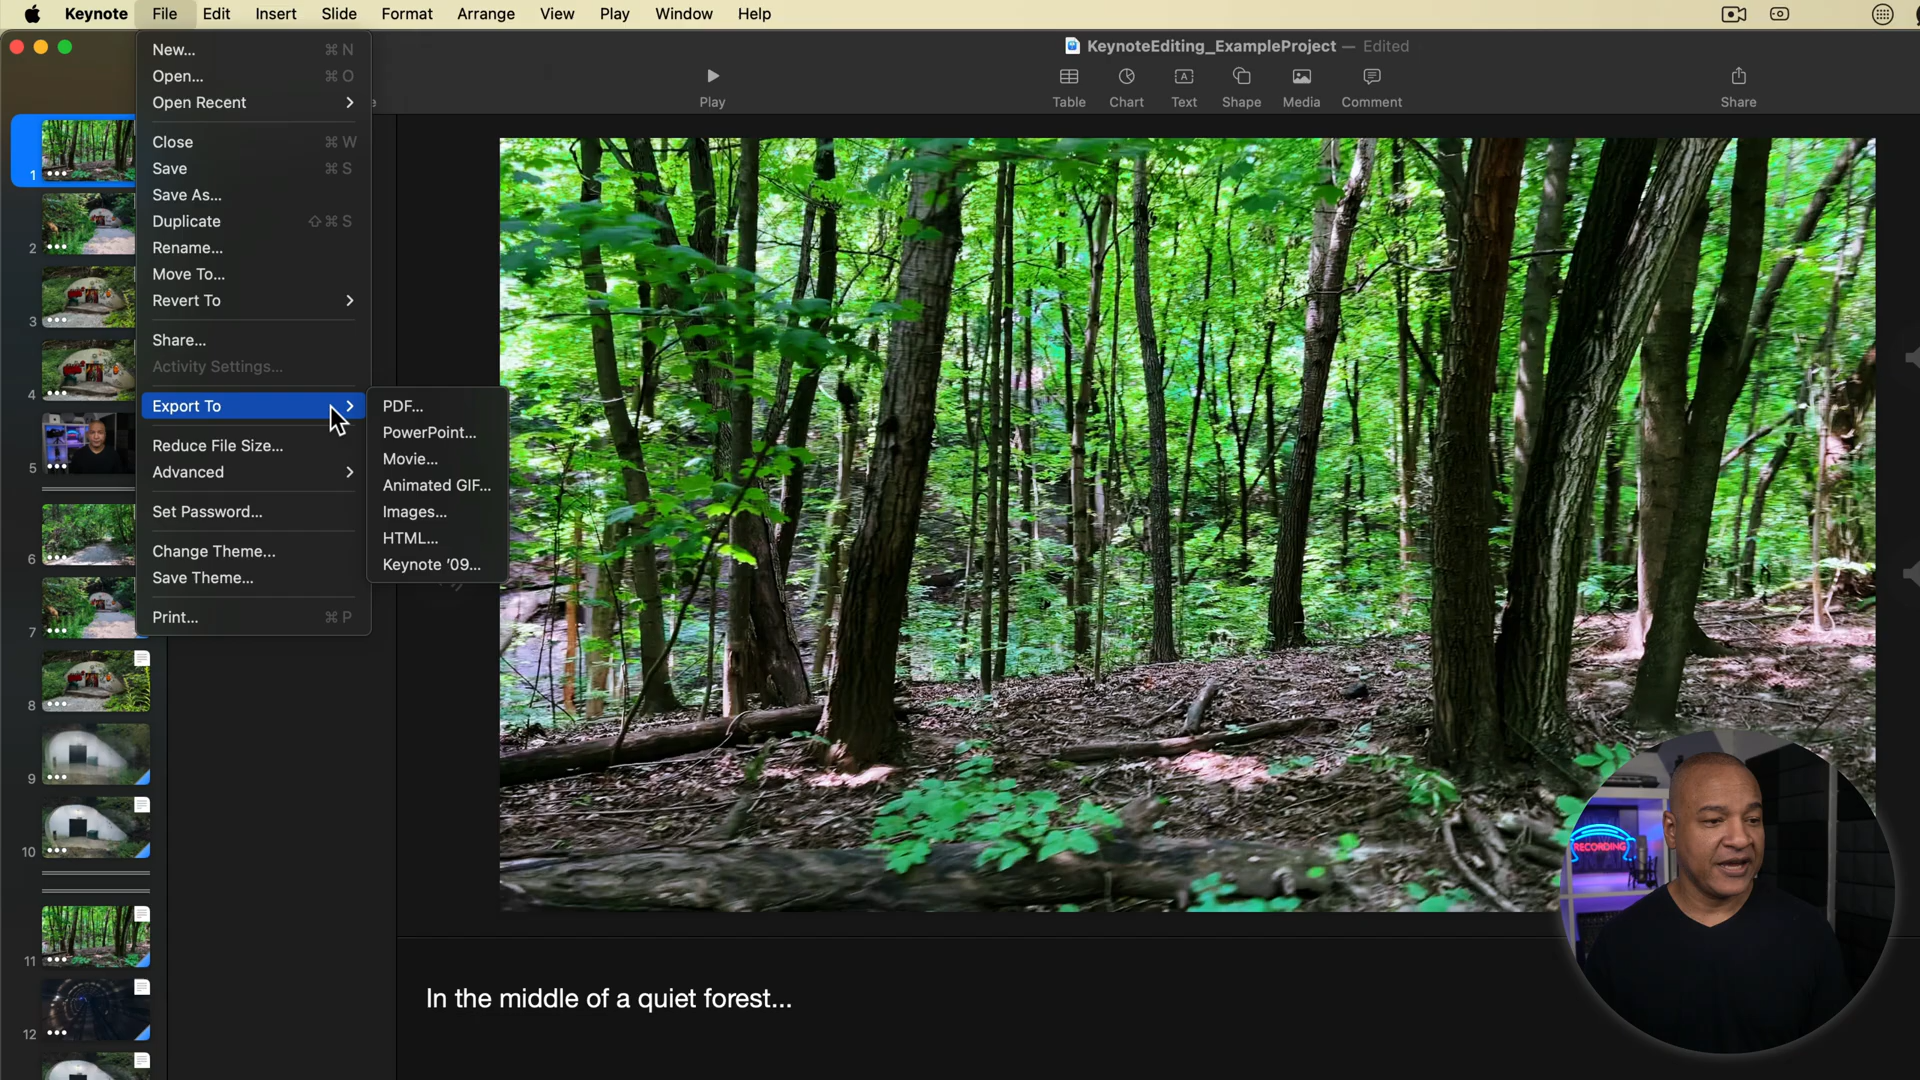 Keynote File Edit Insert Slide Format Arrange View Play Window Help
KeynoteEditing_ExampleProject — Edited
Play
Table
Chart
Text
Shape
Media
Comment
Share
New... ⌘ N
Open... ⌘ O
Open Recent
Close ⌘ W
Save ⌘ S
Save As...
Duplicate ⇧ ⌘ S
Rename...
Move To...
Revert To
Share...
Activity Settings...
Export To
Reduce File Size...
Advanced
Set Password...
Change Theme...
Save Theme...
Print... ⌘ P
PDF...
PowerPoint...
Movie...
Animated GIF...
Images...
HTML...
Keynote '09...
1
2
3
4
5
6
7
8
9
10
11
12
RECORDING
In the middle of a quiet forest...